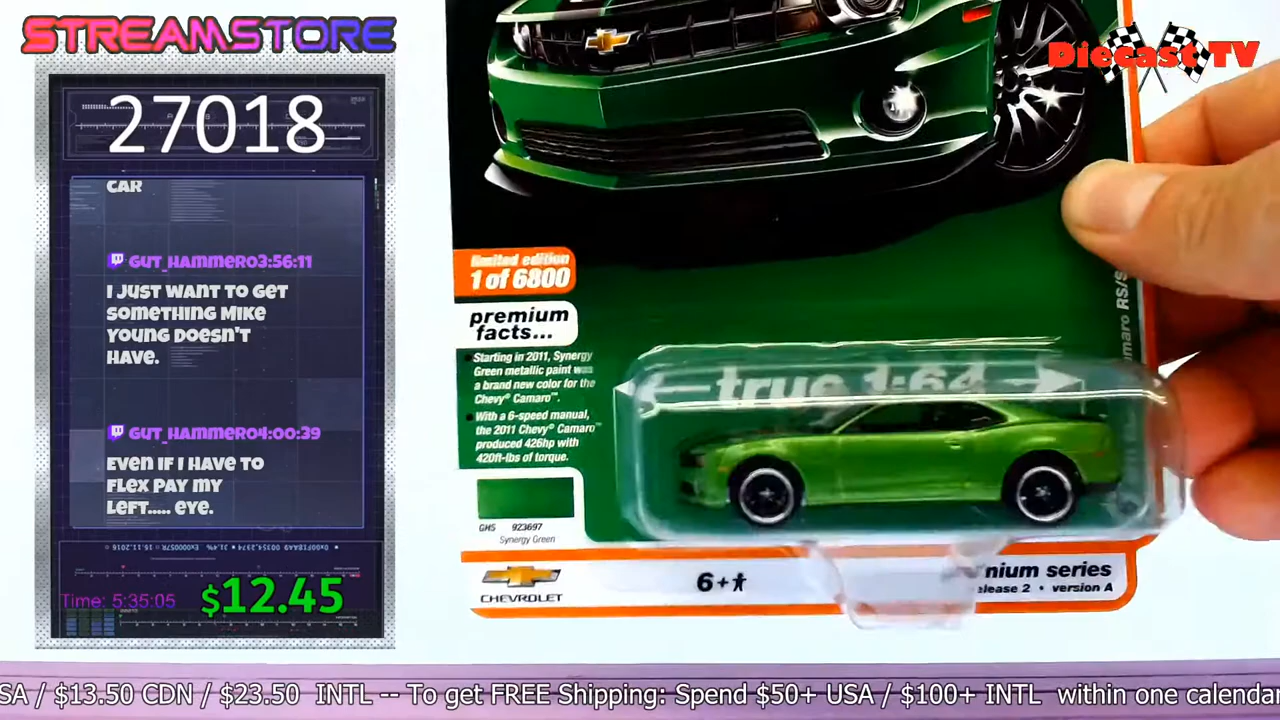 STREAMSTORE
27018
CAR
GUT_HAMMER03:56:11
I JUST WANT TO GET
SOMETHING MIKE
YOUNG DOESN'T
HAVE.
GUT_HAMMER04:00:39
EVEN IF I HAVE TO
FLEX PAY MY
LEFT..... EYE.
Time: 5:35:05
$12.45
Diecast TV
limited edition
1 of 6800
premium
facts...
Starting in 2011, Synergy
Green metallic paint was
a brand new color for the
Chevy® Camaro™.
With a 6-speed manual,
the 2011 Chevy® Camaro™
produced 426hp with
420ft-lbs of torque.
GHS 923697
Synergy Green
true 1:64
maro RS/S
CHEVROLET
6+
nium series
elease 2 • version A
SA / $13.50 CDN / $23.50 INTL -- To get FREE Shipping: Spend $50+ USA / $100+ INTL within one calendar